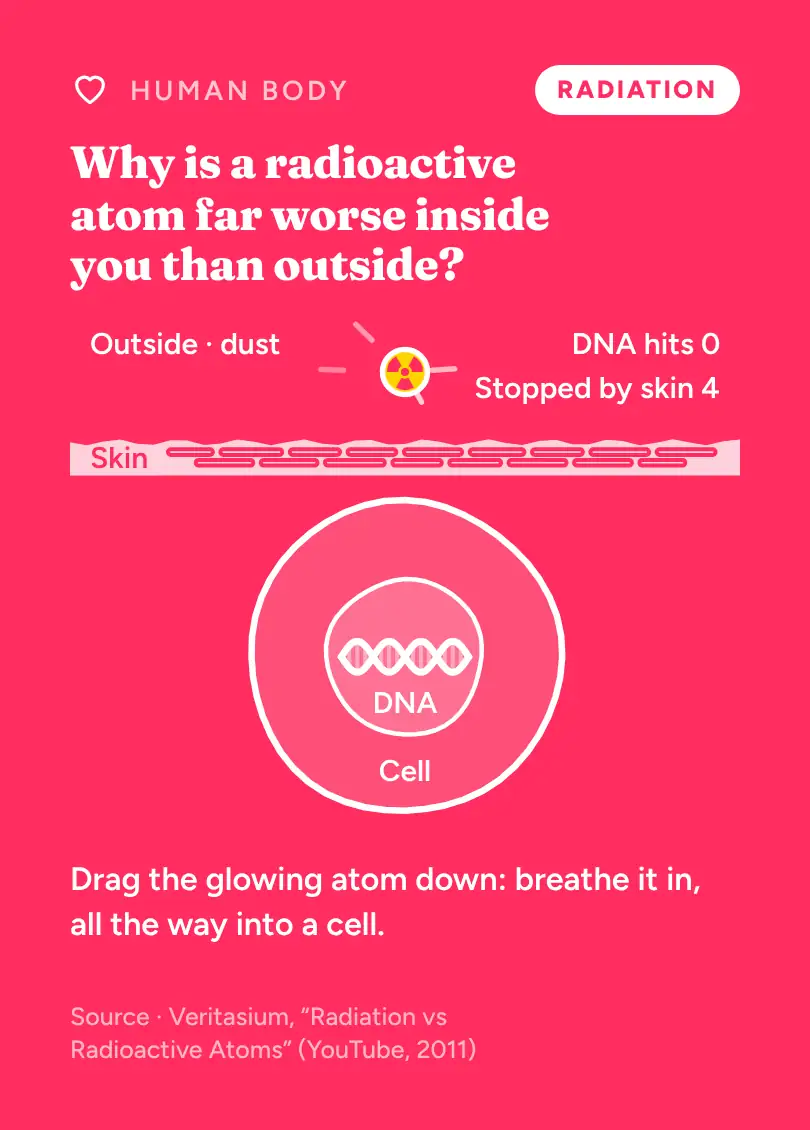 HUMAN BODY
RADIATION
Why is a radioactive
atom far worse inside
you than outside?
Outside · dust
DNA hits 0
Stopped by skin 4
Skin
DNA
Cell
Drag the glowing atom down: breathe it in,
all the way into a cell.
Source · Veritasium, “Radiation vs
Radioactive Atoms” (YouTube, 2011)